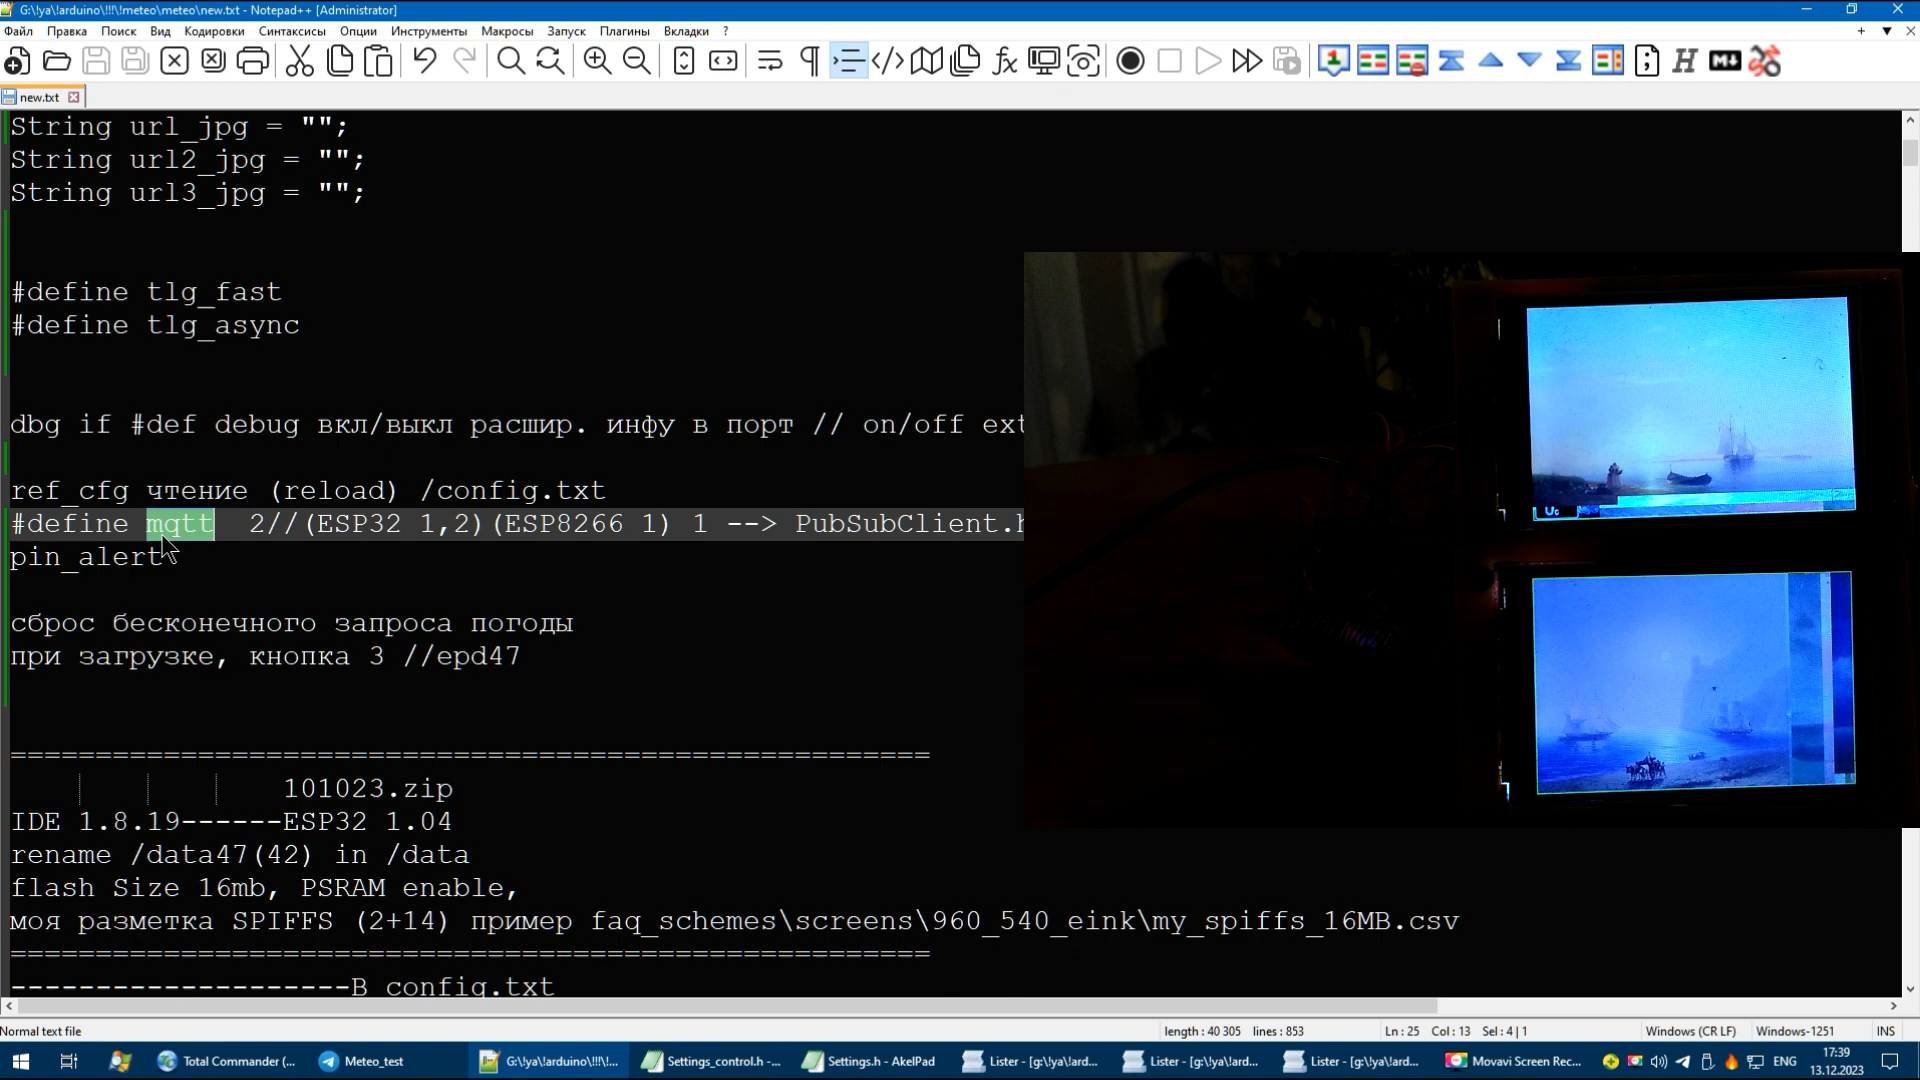 G:\!ya\!arduino\!!!\!meteo\meteo\new.txt - Notepad++ [Administrator]
Файл Правка Поиск Вид Кодировки Синтаксисы Опции Инструменты Макросы Запуск Плагины Вкладки ?
new.txt
String url_jpg = "";
String url2_jpg = "";
String url3_jpg = "";
#define tlg_fast
#define tlg_async
dbg if #def debug вкл/выкл расшир. инфу в порт // on/off ext
ref_cfg чтение (reload) /config.txt
#define mqtt 2//(ESP32 1,2)(ESP8266 1) 1 --> PubSubClient.h
pin_alert
сброс бесконечного запроса погоды
при загрузке, кнопка 3 //epd47
======================================================
101023.zip
IDE 1.8.19------ESP32 1.04
rename /data47(42) in /data
flash Size 16mb, PSRAM enable,
моя разметка SPIFFS (2+14) пример faq_schemes\screens\960_540_eink\my_spiffs_16MB.csv
======================================================
--------------------В config.txt
Normal text file length : 40 305 lines : 853 Ln : 25 Col : 13 Sel : 4 | 1 Windows (CR LF) Windows-1251 INS
Total Commander (... Meteo_test G:\!ya\!arduino\!!!\!... Settings_control.h -... Settings.h - AkelPad Lister - [g:\!ya\!ard... Lister - [g:\!ya\!ard... Lister - [g:\!ya\!ard... Movavi Screen Rec... ENG 17:39
13.12.2023